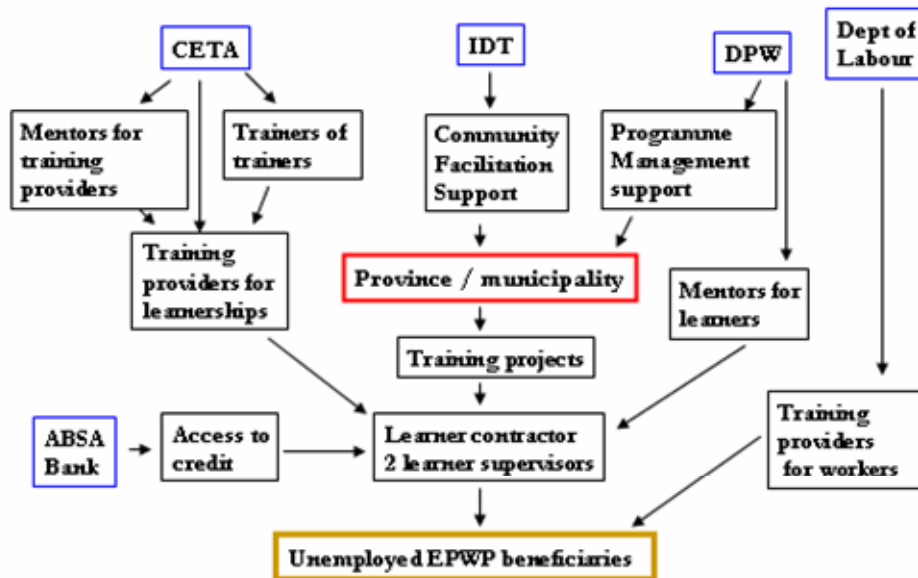 CETA
IDT
DPW
Dept of
Labour
Mentors for
training
providers
Trainers of
trainers
Community
Facilitation
Support
Programme
Management
support
Training
providers for
learnerships
Province / municipality
Mentors for
learners
Training projects
ABSA
Bank
Access to
credit
Learner contractor
2 learner supervisors
Training
providers
for workers
Unemployed EPWP beneficiaries